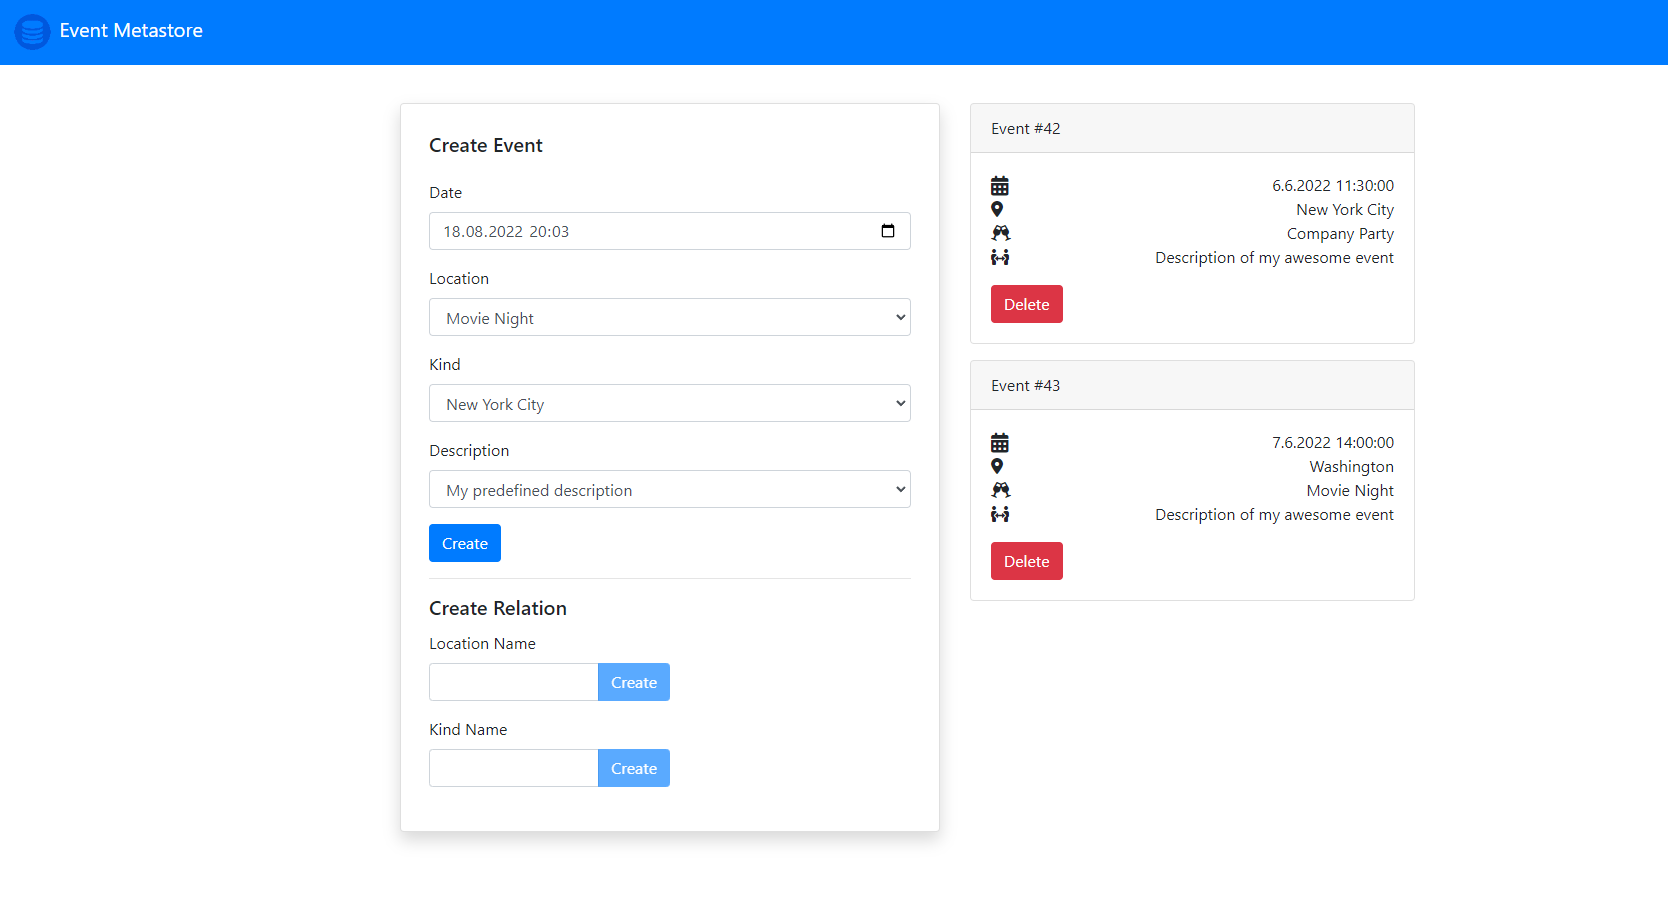 Event Metastore
Create Event
Date
18.08.2022 20:03
Location
Movie Night
Kind
New York City
Description
My predefined description
Create
Create Relation
Location Name
Create
Kind Name
Create
Event #42
6.6.2022 11:30:00
New York City
Company Party
Description of my awesome event
Delete
Event #43
7.6.2022 14:00:00
Washington
Movie Night
Description of my awesome event
Delete